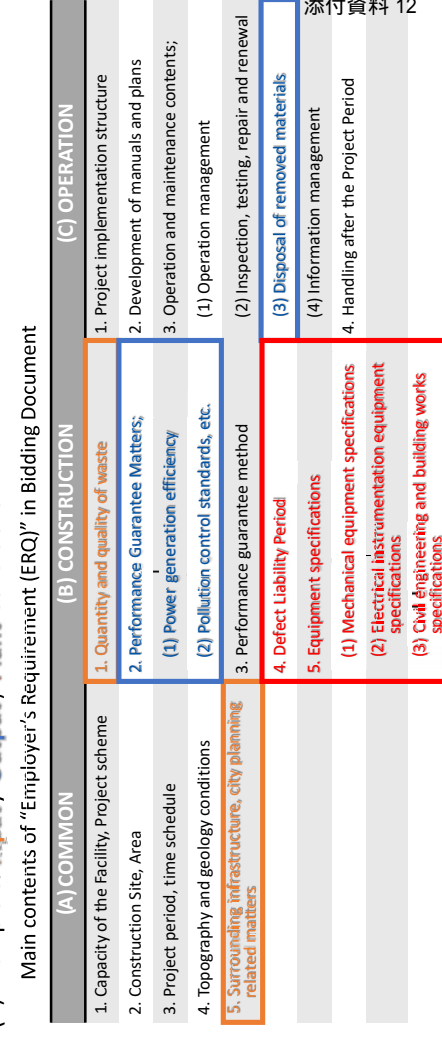 添付資料 12
Main contents of “Employer’s Requirement (ERQ)” in Bidding Document
(A) COMMON
(B) CONSTRUCTION
(C) OPERATION
1. Capacity of the Facility, Project scheme
2. Construction Site, Area
3. Project period, time schedule
4. Topography and geology conditions
5. Surrounding infrastructure, city planning
related matters
1. Quantity and quality of waste
2. Performance Guarantee Matters;
(1) Power generation efficiency
(2) Pollution control standards, etc.
3. Performance guarantee method
4. Defect Liability Period
5. Equipment specifications
(1) Mechanical equipment specifications
(2) Electrical instrumentation equipment
specifications
(3) Civil engineering and building works
specifications
1. Project implementation structure
2. Development of manuals and plans
3. Operation and maintenance contents;
(1) Operation management
(2) Inspection, testing, repair and renewal
(3) Disposal of removed materials
(4) Information management
4. Handling after the Project Period